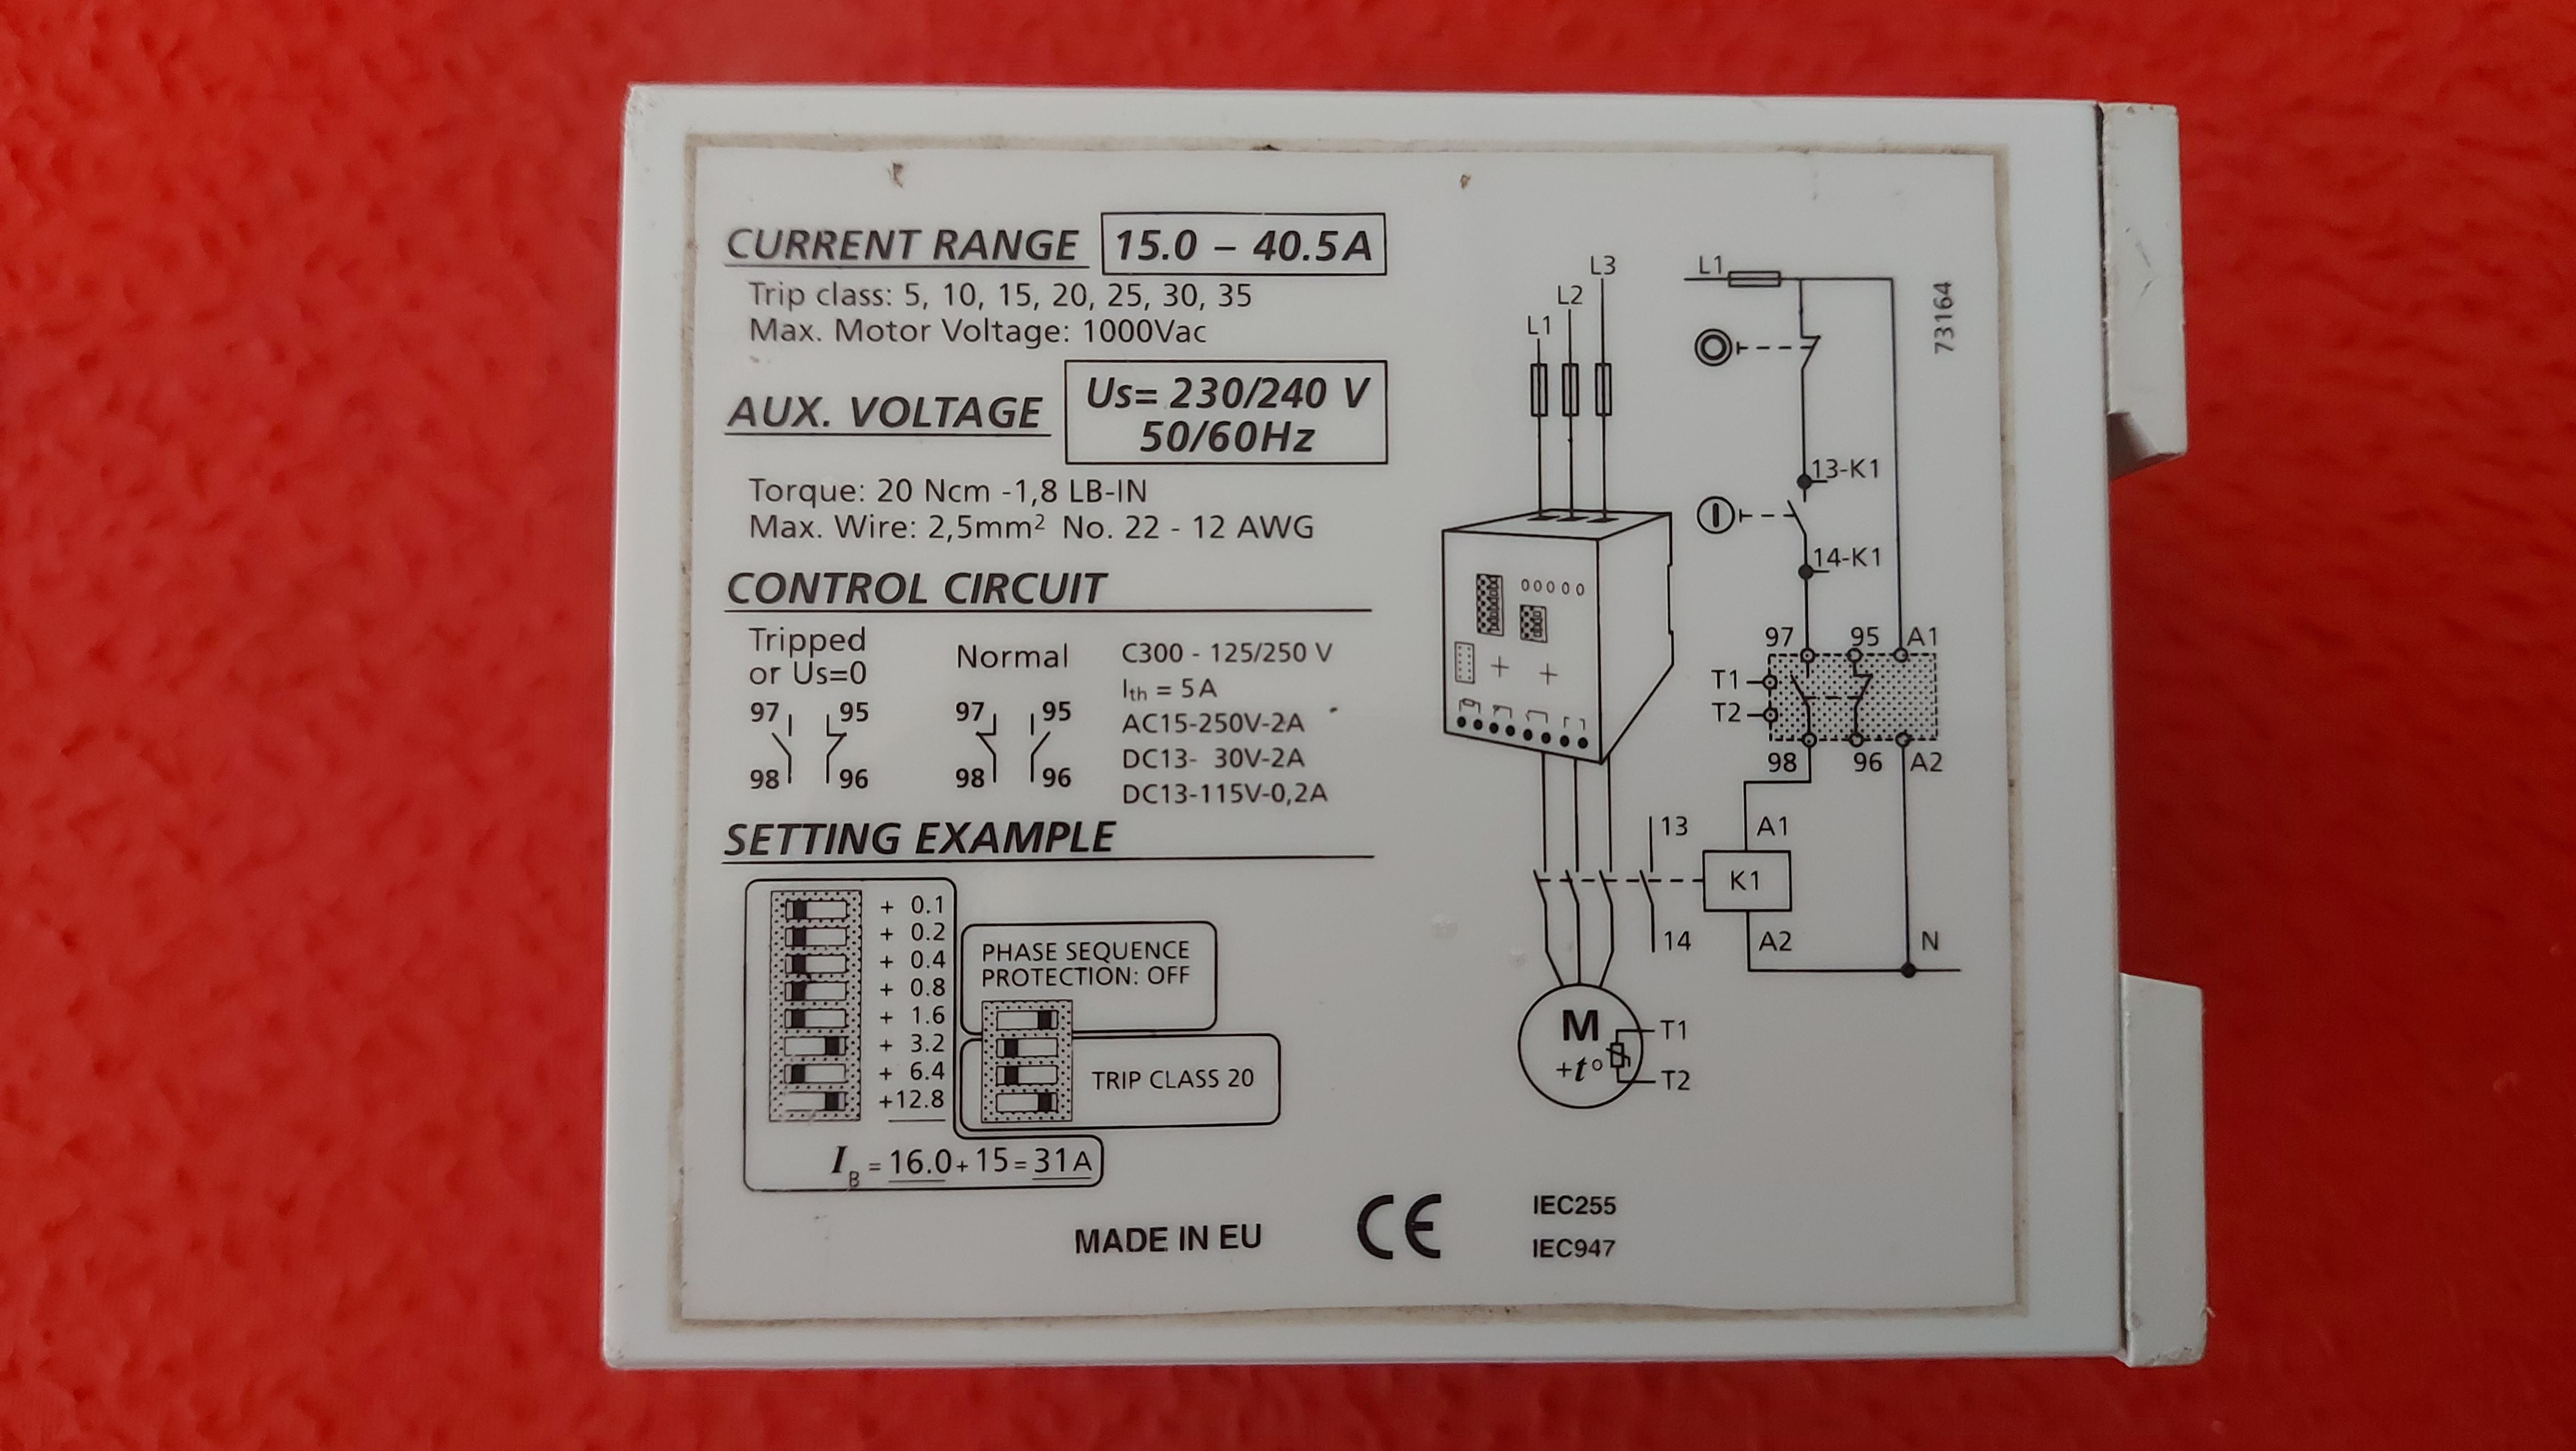 CURRENT RANGE 15.0 – 40.5A
Trip class: 5, 10, 15, 20, 25, 30, 35
Max. Motor Voltage: 1000Vac
AUX. VOLTAGE Us= 230/240 V
50/60Hz
Torque: 20 Ncm -1,8 LB-IN
Max. Wire: 2,5mm² No. 22 - 12 AWG
CONTROL CIRCUIT
Tripped
or Us=0
Normal
97 95
98 96
97 95
98 96
C300 - 125/250 V
Ith = 5A
AC15-250V-2A
DC13- 30V-2A
DC13-115V-0,2A
SETTING EXAMPLE
+ 0.1
+ 0.2
+ 0.4
+ 0.8
+ 1.6
+ 3.2
+ 6.4
+12.8
PHASE SEQUENCE
PROTECTION: OFF
TRIP CLASS 20
IB = 16.0+15=31A
L1
L2
L3
L1
73164
13-K1
14-K1
97 95 A1
T1
T2
98 96 A2
13
14
A1
K1
A2
N
M
+t°
T1
T2
MADE IN EU
CE
IEC255
IEC947